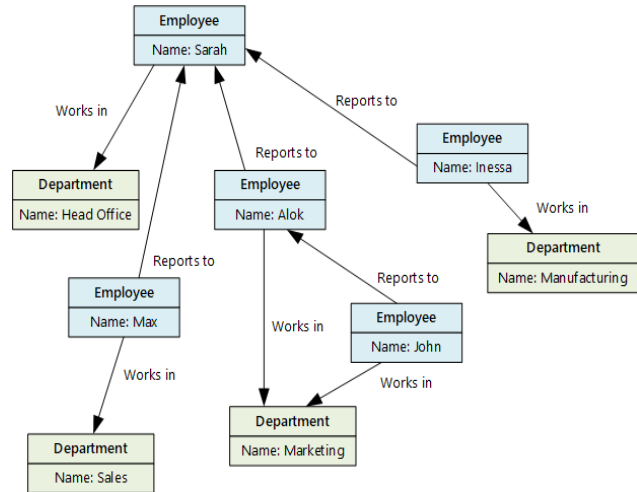 Employee
Name: Sarah
Works in
Reports to
Employee
Name: Inessa
Department
Name: Head Office
Reports to
Employee
Name: Alok
Works in
Department
Name: Manufacturing
Reports to
Employee
Name: Max
Reports to
Employee
Name: John
Works in
Works in
Works in
Department
Name: Marketing
Department
Name: Sales